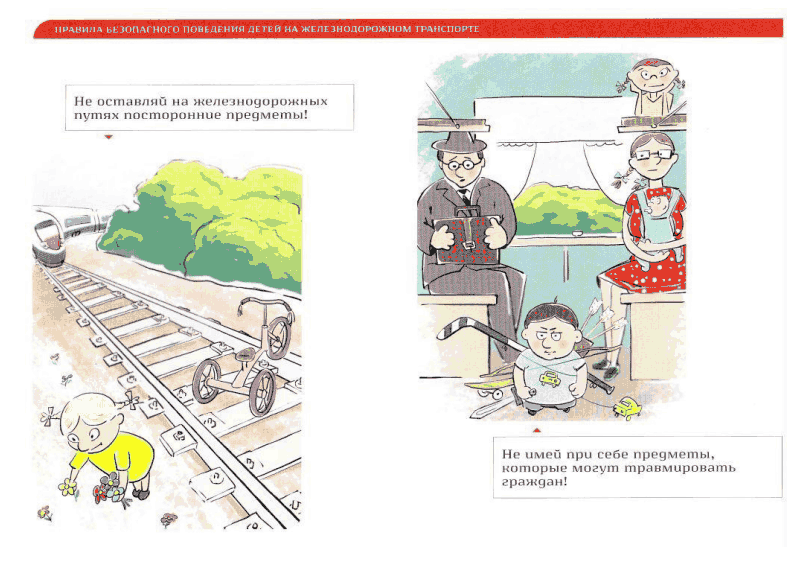 ПРАВИЛА БЕЗОПАСНОГО ПОВЕДЕНИЯ ДЕТЕЙ НА ЖЕЛЕЗНОДОРОЖНОМ ТРАНСПОРТЕ
Не оставляй на железнодорожных
путях посторонние предметы!
Не имей при себе предметы,
которые могут травмировать
граждан!